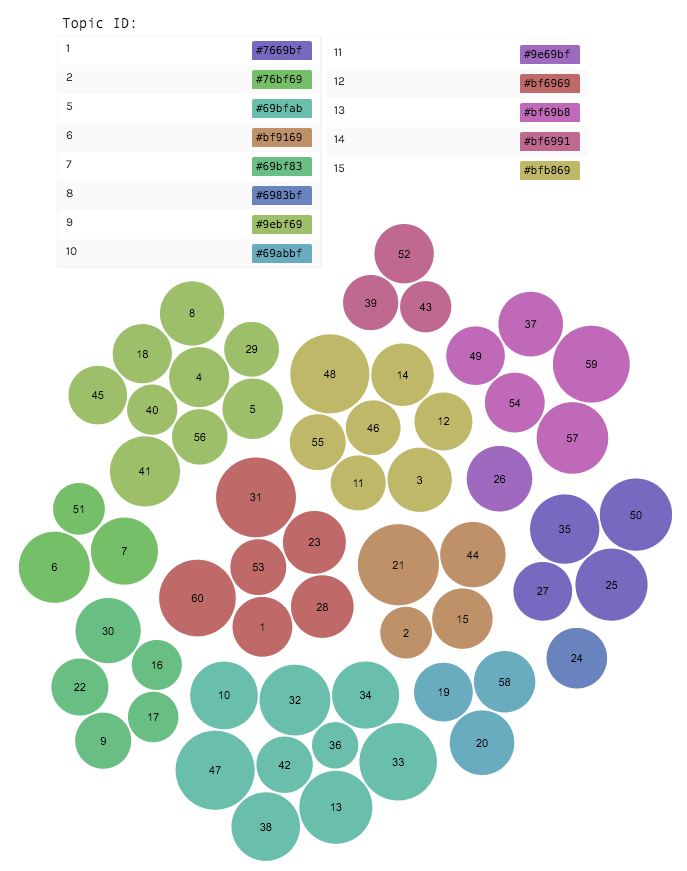 Topic ID:
1 #7669bf
2 #76bf69
5 #69bfab
6 #bf9169
7 #69bf83
8 #6983bf
9 #9ebf69
10 #69abbf
11 #9e69bf
12 #bf6969
13 #bf69b8
14 #bf6991
15 #bfb869
52
39 43
8
18 29
4
45 40 5
56
41
48 14
12
46
55
11 3
37
49 59
54
57
26
51
6 7
31
23
53
60 28
1
21 44
15
2
35 50
27 25
24
30
16
22
17
9
10 32 34
36
47 42 33
13
38
19 58
20